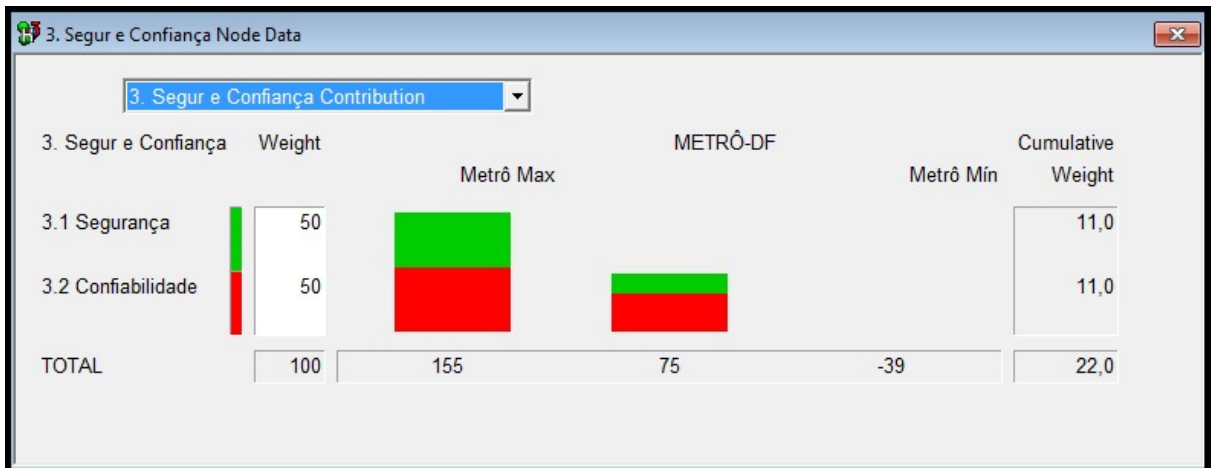 3. Segur e Confiança Node Data
3. Segur e Confiança Contribution
3. Segur e Confiança Weight METRÔ-DF Cumulative
Metrô Max Metrô Mín Weight
3.1 Segurança 50 11,0
3.2 Confiabilidade 50 11,0
TOTAL 100 155 75 -39 22,0